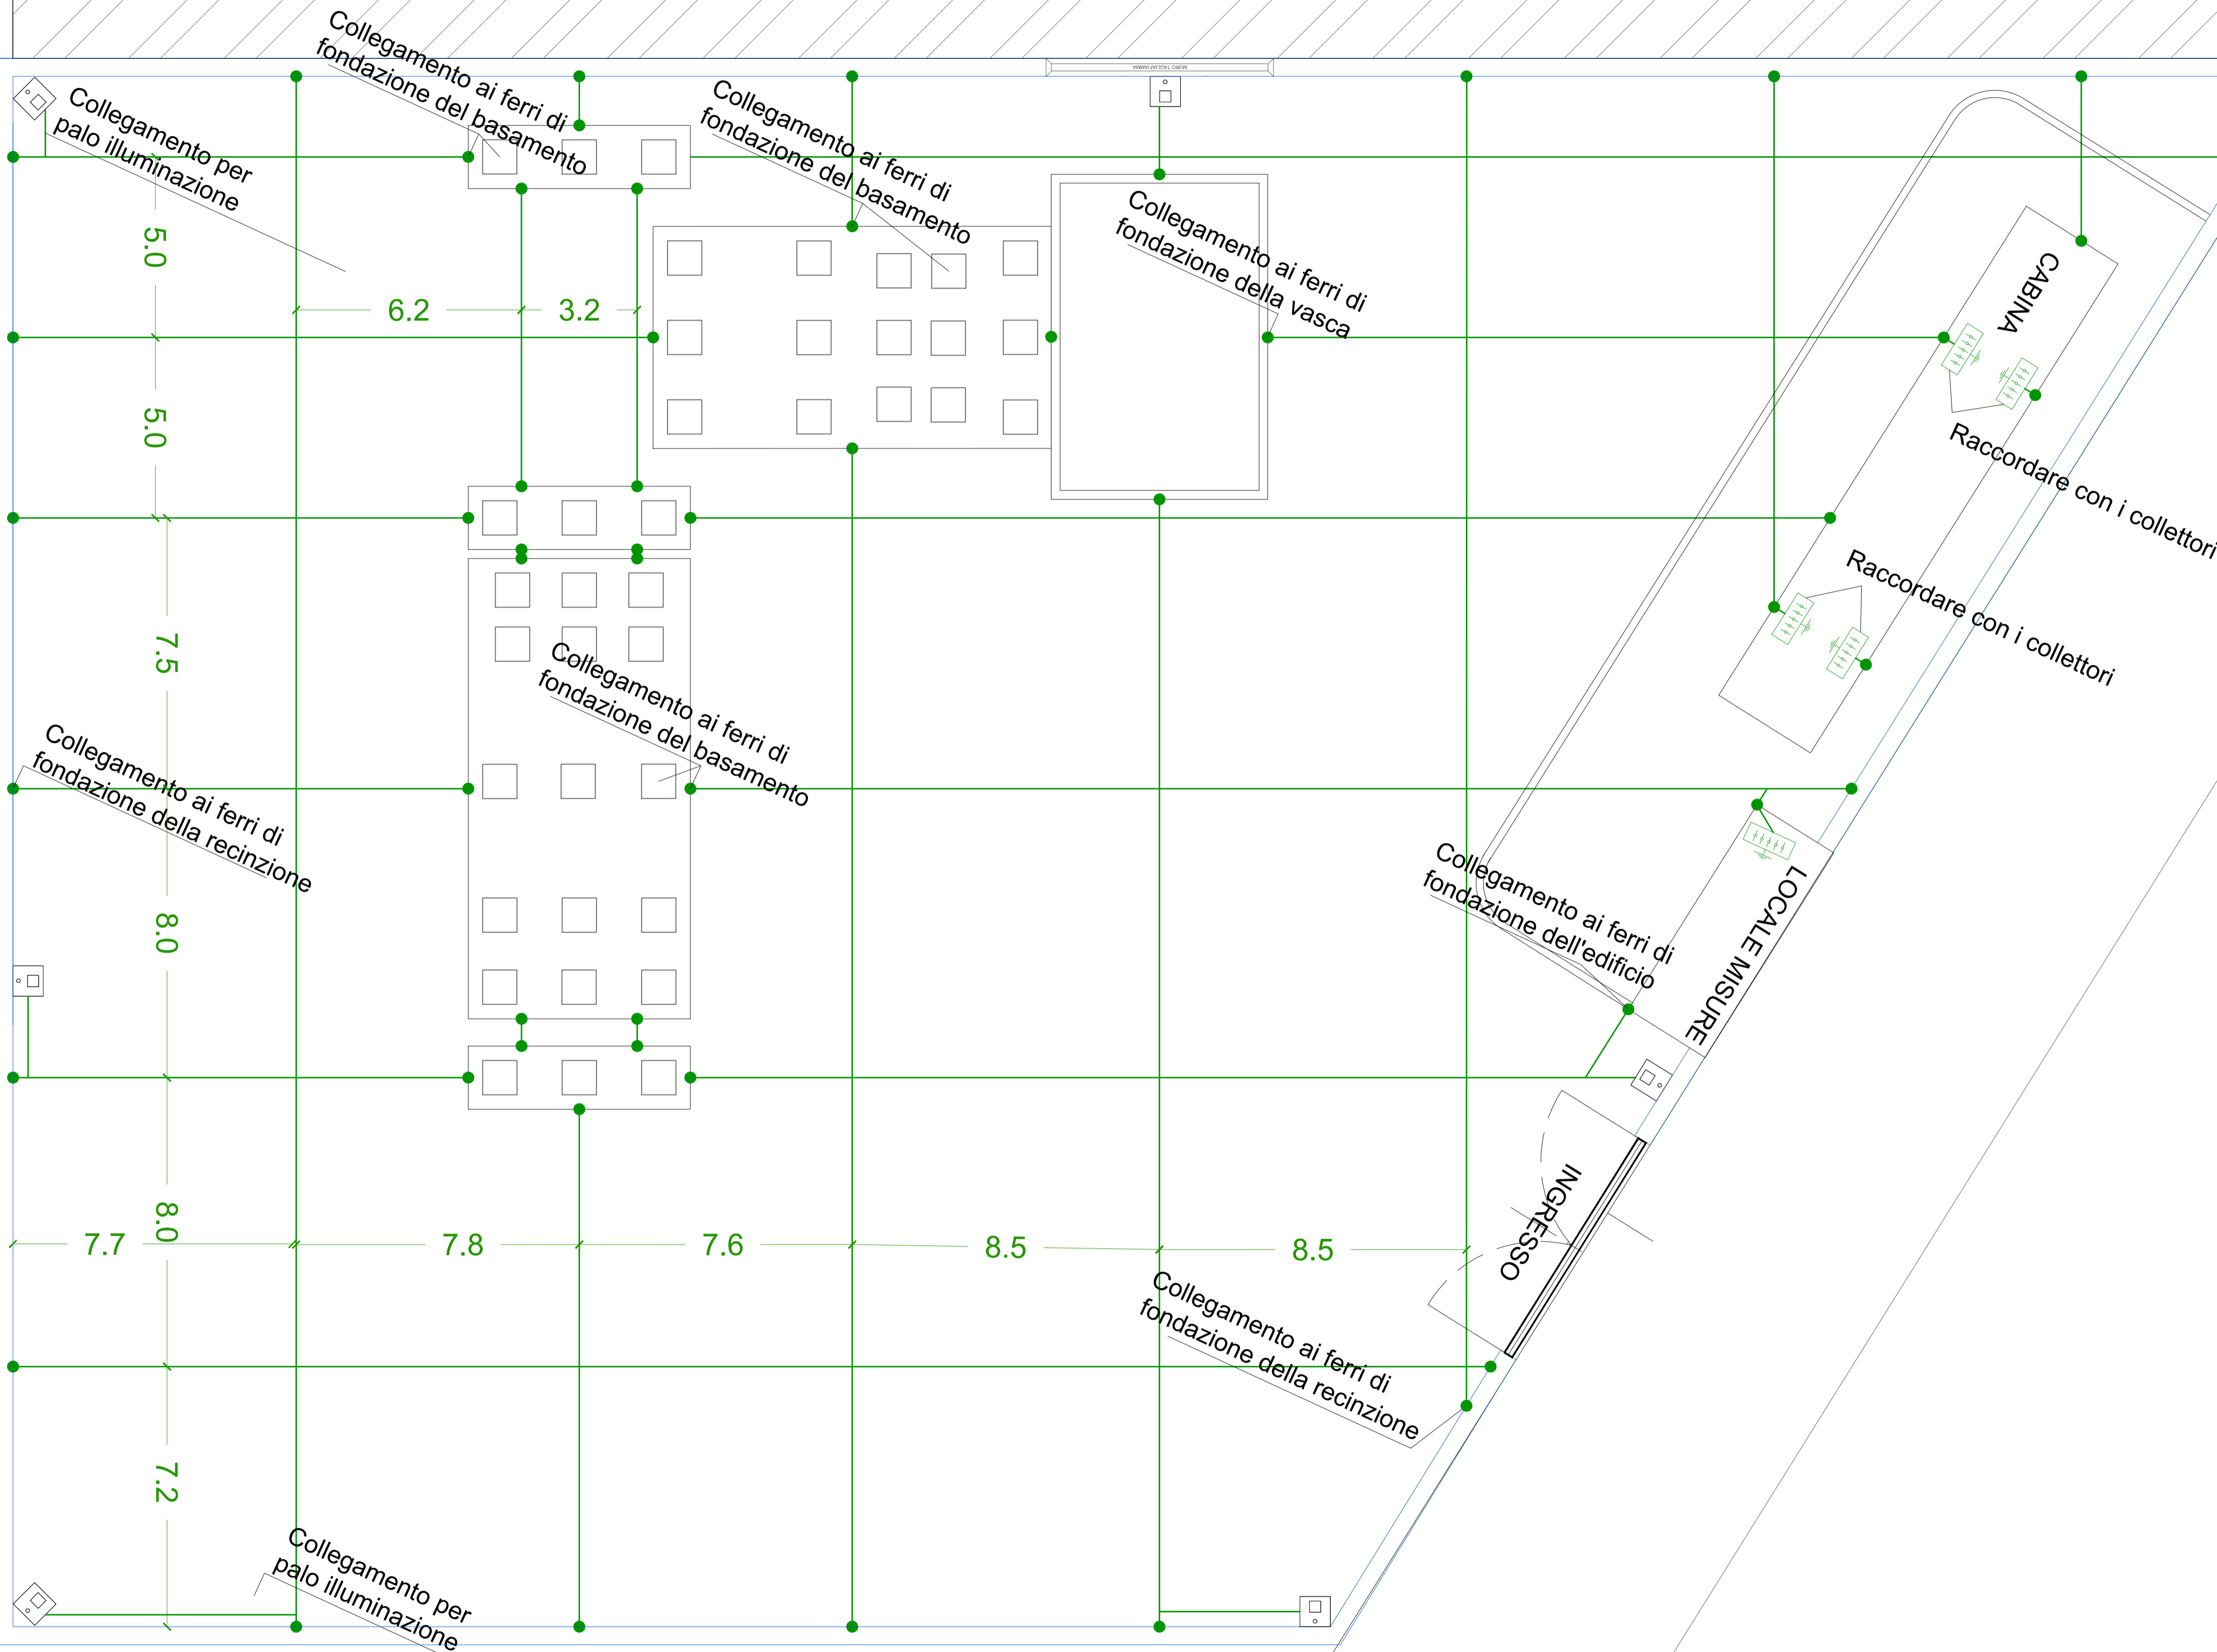 Collegamento ai ferri di
fondazione del basamento
MURO TAGLIAFIAMMA
Collegamento per
palo illuminazione
Collegamento ai ferri di
fondazione del basamento
Collegamento ai ferri di
fondazione della vasca
5.0
6.2
3.2
CABINA
5.0
Raccordare con i collettori
Raccordare con i collettori
7.5
Collegamento ai ferri di
fondazione del basamento
Collegamento ai ferri di
fondazione della recinzione
Collegamento ai ferri di
fondazione dell'edificio
LOCALE MISURE
8.0
INGRESSO
8.0
7.7
7.8
7.6
8.5
8.5
Collegamento ai ferri di
fondazione della recinzione
7.2
Collegamento per
palo illuminazione